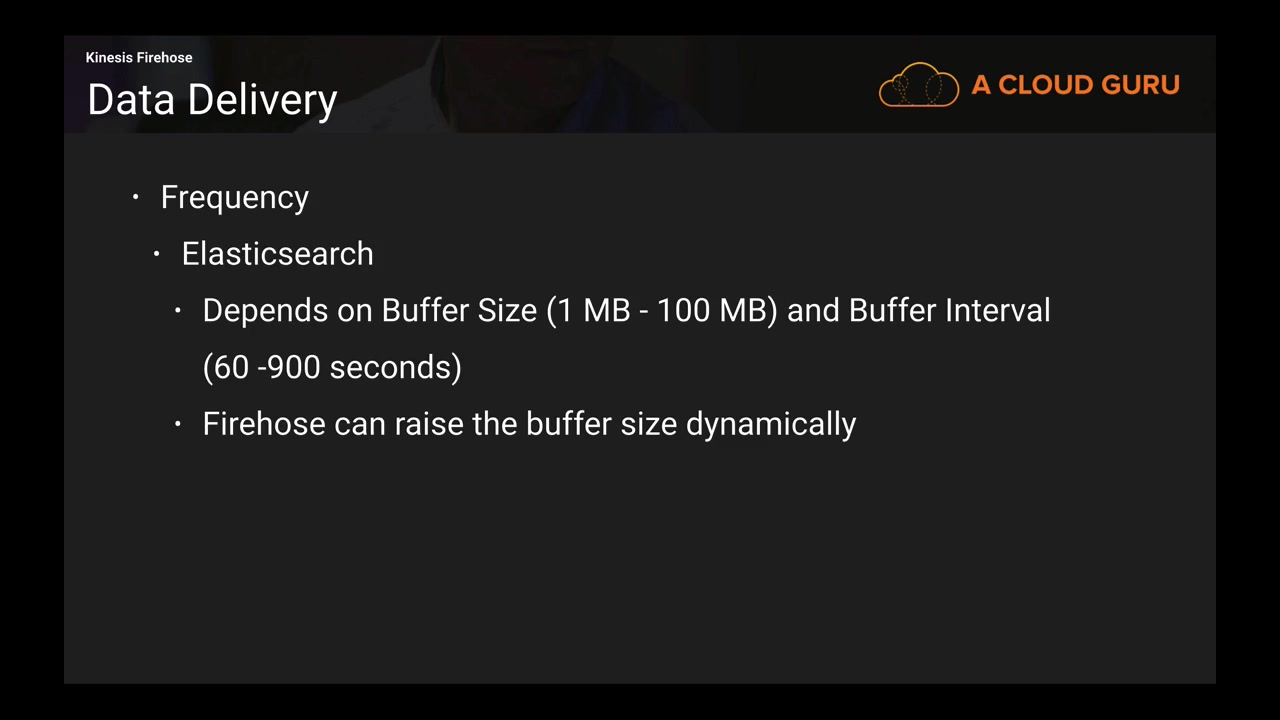 Kinesis Firehose
Data Delivery
A CLOUD GURU
• Frequency
• Elasticsearch
• Depends on Buffer Size (1 MB - 100 MB) and Buffer Interval
(60 -900 seconds)
• Firehose can raise the buffer size dynamically